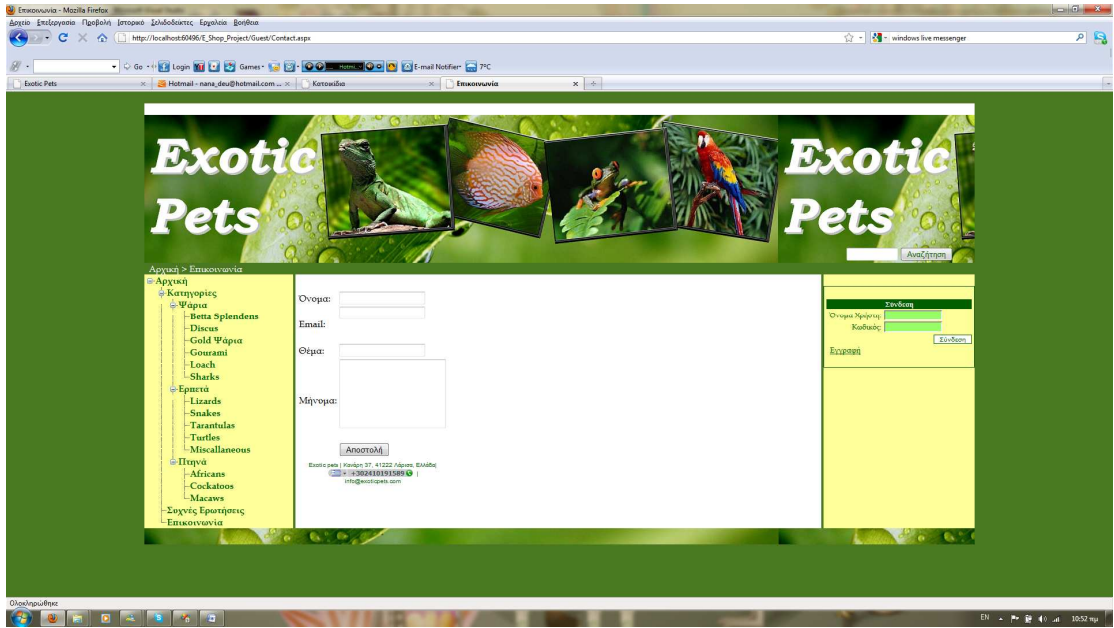 Επικοινωνία - Mozilla Firefox
Αρχείο Επεξεργασία Προβολή Ιστορικό Σελιδοδείκτες Εργαλεία Βοήθεια
http://localhost:60496/E_Shop_Project/Guest/Contact.aspx
windows live messenger
Go Login Games E-mail Notifier 7°C
Exotic Pets
Hotmail - nana_deu@hotmail.com ...
Κατοικίδια
Επικοινωνία
Exotic Pets
Exotic Pets
Αναζήτηση
Αρχική > Επικοινωνία
Αρχική
Κατηγορίες
Ψάρια
Betta Splendens
Discus
Gold Ψάρια
Gourami
Loach
Sharks
Ερπετά
Lizards
Snakes
Tarantulas
Turtles
Miscallaneous
Πτηνά
Africans
Cockatoos
Macaws
Συχνές Ερωτήσεις
Επικοινωνία
Όνομα:
Email:
Θέμα:
Μήνυμα:
Αποστολή
Exotic pets | Κανάρη 37, 41222 Λάρισα, Ελλάδα|
+302410191589 |
info@exoticpets.com
Σύνδεση
Όνομα Χρήστη:
Κωδικός:
Σύνδεση
Εγγραφή
Ολοκληρώθηκε
EN 10:52 πμ